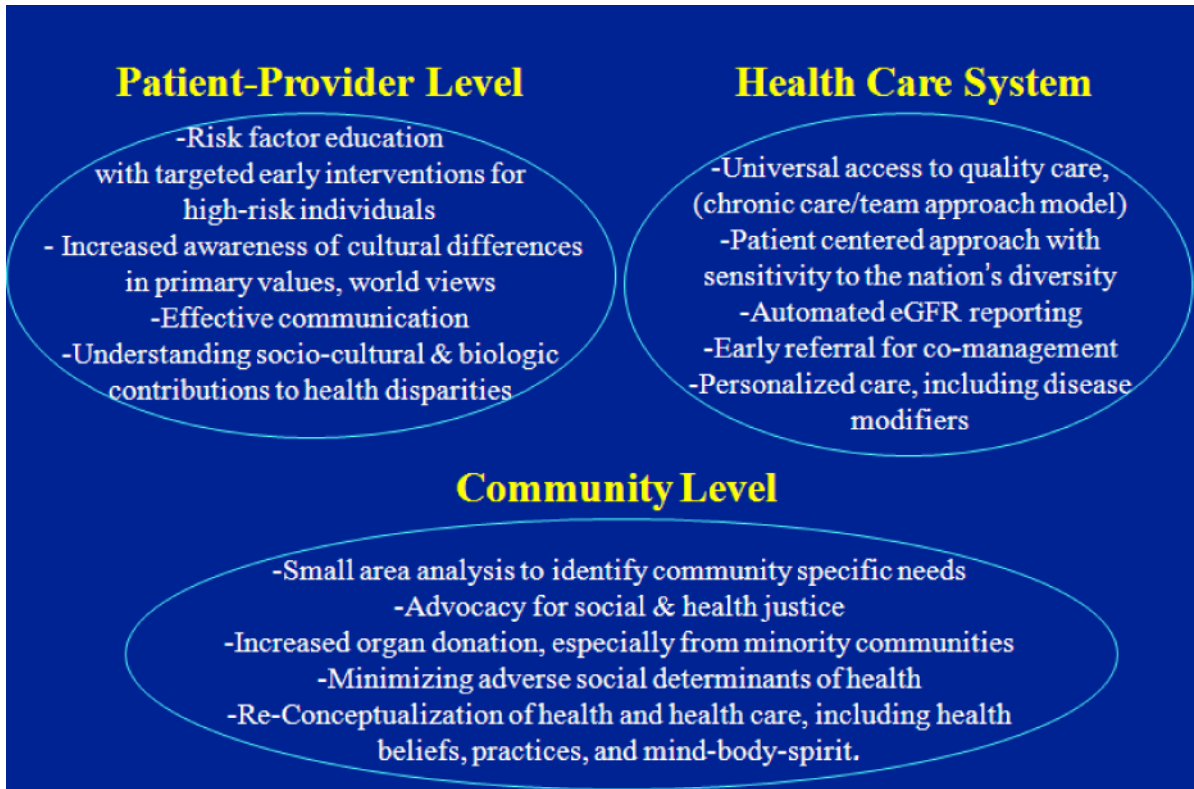 Patient-Provider Level
-Risk factor education
with targeted early interventions for
high-risk individuals
- Increased awareness of cultural differences
in primary values, world views
-Effective communication
-Understanding socio-cultural & biologic
contributions to health disparities
Health Care System
-Universal access to quality care,
(chronic care/team approach model)
-Patient centered approach with
sensitivity to the nation's diversity
-Automated eGFR reporting
-Early referral for co-management
-Personalized care, including disease
modifiers
Community Level
-Small area analysis to identify community specific needs
-Advocacy for social & health justice
-Increased organ donation, especially from minority communities
-Minimizing adverse social determinants of health
-Re-Conceptualization of health and health care, including health
beliefs, practices, and mind-body-spirit.